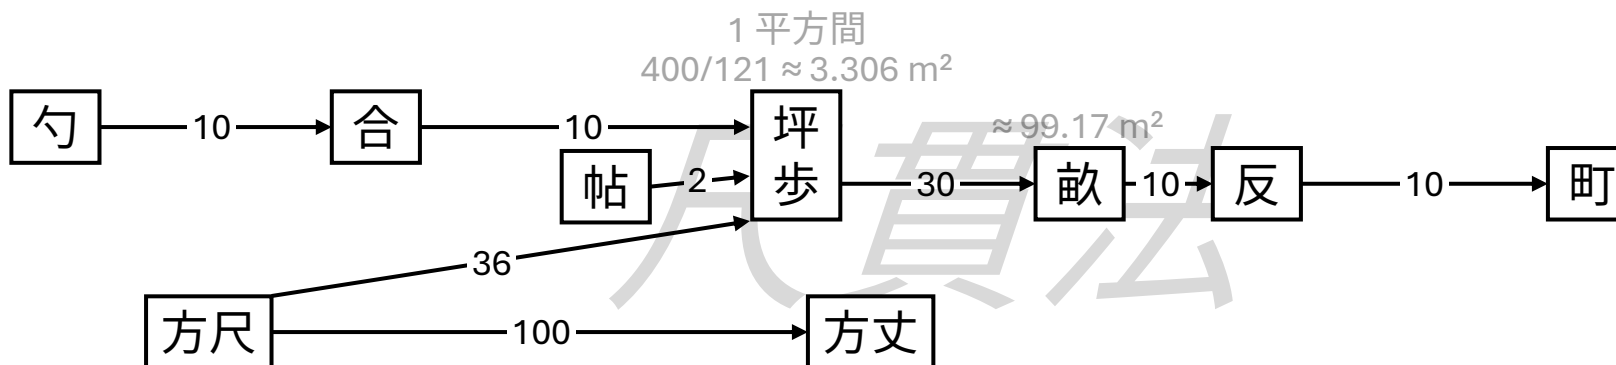 1 平方間
400/121 ≈ 3.306 m²
勺
10
合
10
坪
歩
≈ 99.17 m²
帖
2
30
畝
10
反
10
町
尺貫法
36
方尺
100
方丈